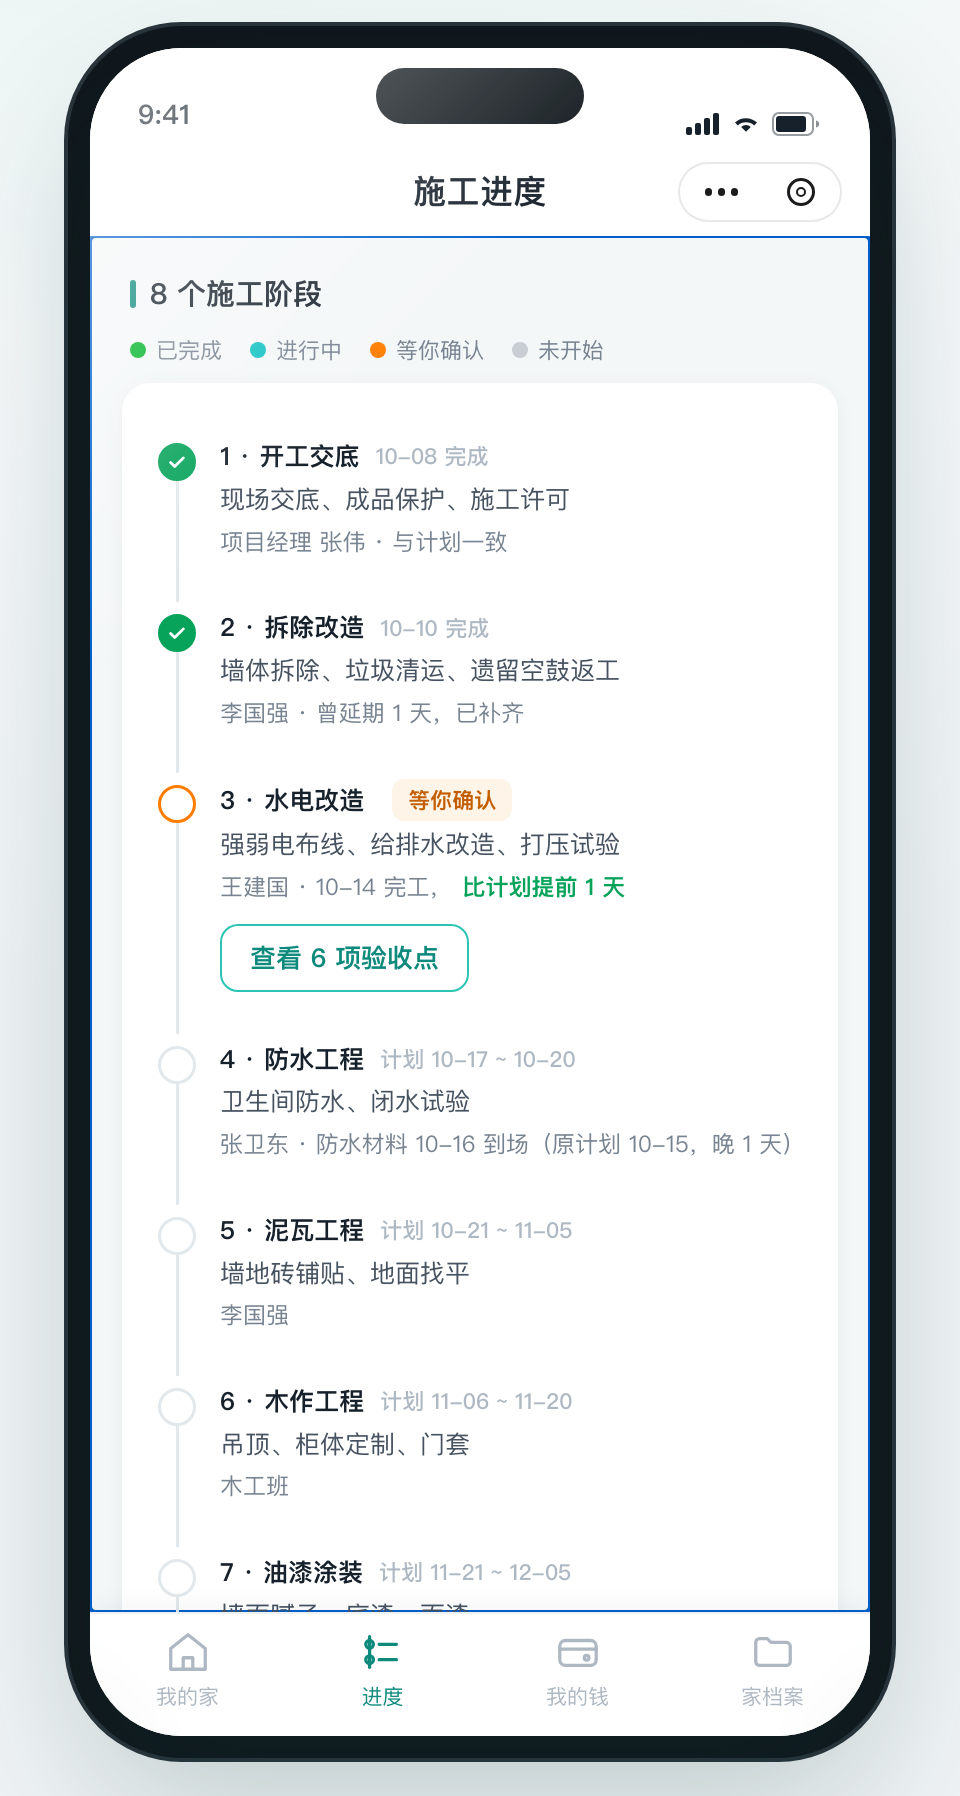 9:41
施工进度
8 个施工阶段
已完成 进行中 等你确认 未开始
1 · 开工交底 10-08 完成
现场交底、成品保护、施工许可
项目经理 张伟 · 与计划一致
2 · 拆除改造 10-10 完成
墙体拆除、垃圾清运、遗留空鼓返工
李国强 · 曾延期 1 天，已补齐
3 · 水电改造 等你确认
强弱电布线、给排水改造、打压试验
王建国 · 10-14 完工， 比计划提前 1 天
查看 6 项验收点
4 · 防水工程 计划 10-17 ~ 10-20
卫生间防水、闭水试验
张卫东 · 防水材料 10-16 到场（原计划 10-15，晚 1 天）
5 · 泥瓦工程 计划 10-21 ~ 11-05
墙地砖铺贴、地面找平
李国强
6 · 木作工程 计划 11-06 ~ 11-20
吊顶、柜体定制、门套
木工班
7 · 油漆涂装 计划 11-21 ~ 12-05
我的家 进度 我的钱 家档案